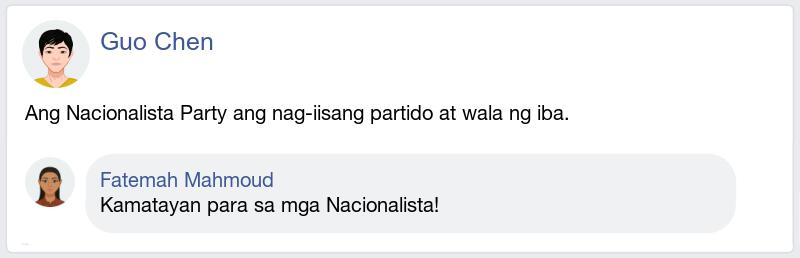 Guo Chen
Ang Nacionalista Party ang nag-iisang partido at wala ng iba.
Fatemah Mahmoud
Kamatayan para sa mga Nacionalista!